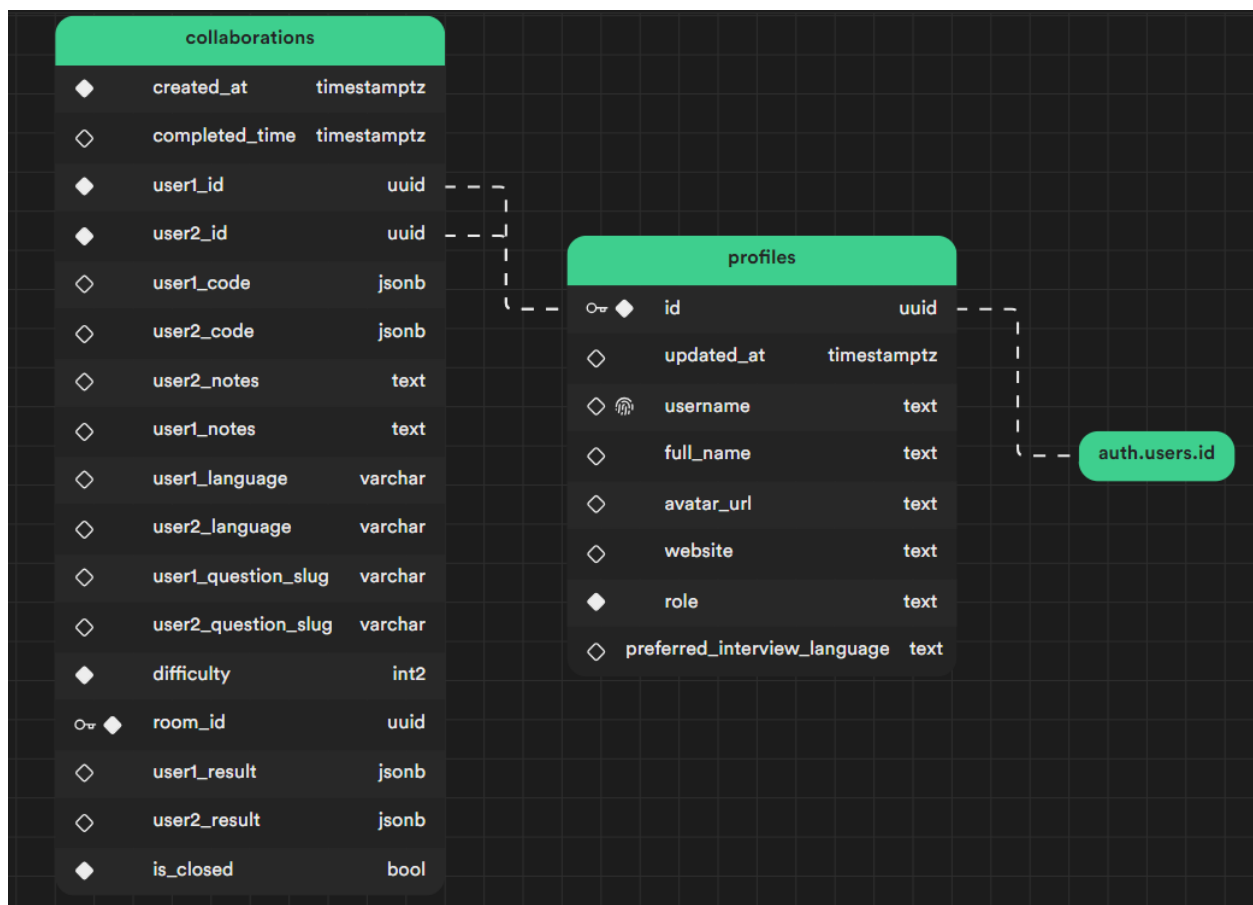 collaborations
created_at timestamptz
completed_time timestamptz
user1_id uuid
user2_id uuid
user1_code jsonb
user2_code jsonb
user2_notes text
user1_notes text
user1_language varchar
user2_language varchar
user1_question_slug varchar
user2_question_slug varchar
difficulty int2
room_id uuid
user1_result jsonb
user2_result jsonb
is_closed bool
profiles
id uuid
updated_at timestamptz
username text
full_name text
avatar_url text
website text
role text
preferred_interview_language text
auth.users.id